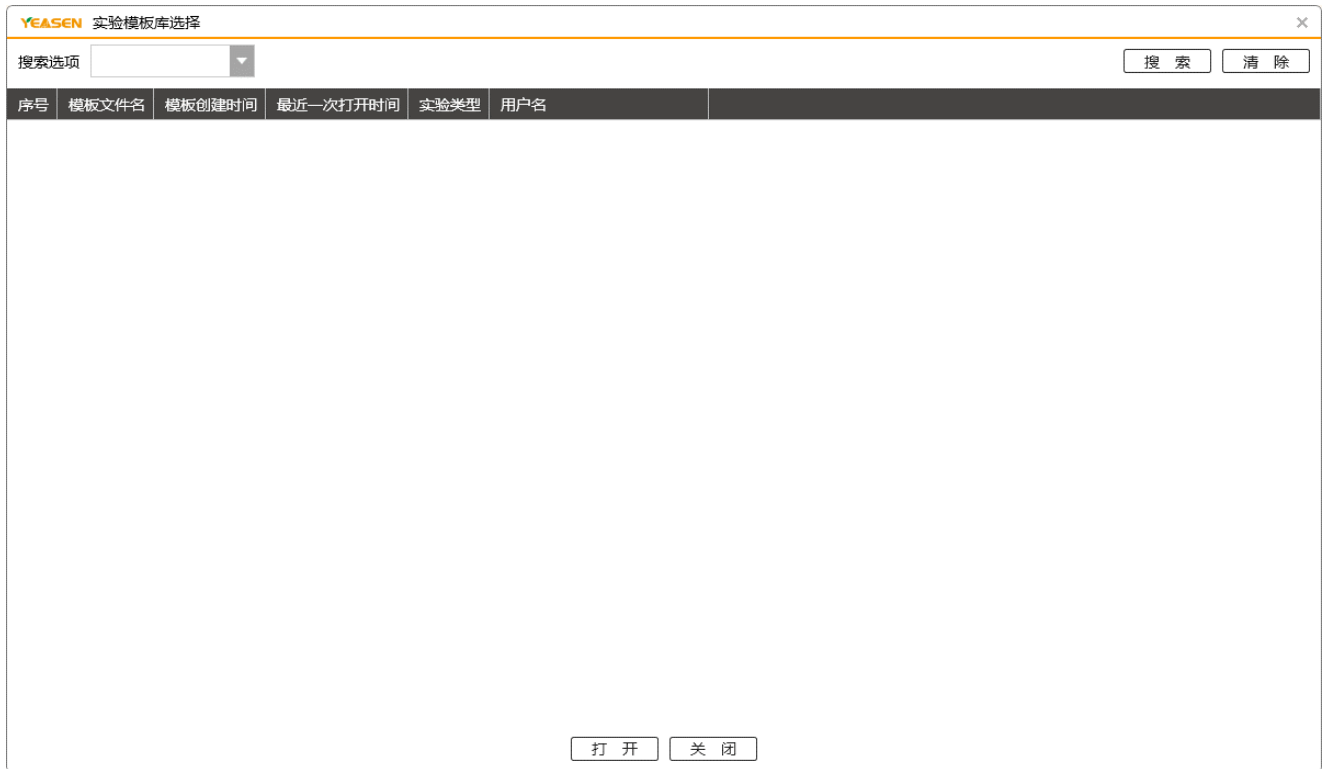 YEASEN 实验模板库选择
搜索选项 搜 索 清 除
序号 模板文件名 模板创建时间 最近一次打开时间 实验类型 用户名
打 开 关 闭